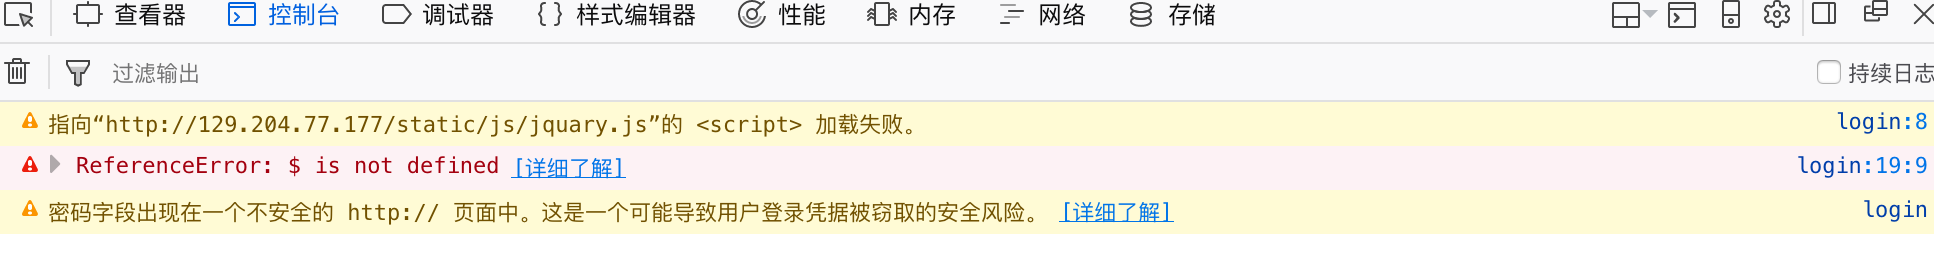 查看器 控制台 调试器 样式编辑器 性能 内存 网络 存储
过滤输出 持续日志
指向“http://129.204.77.177/static/js/jquary.js”的 <script> 加载失败。 login:8
ReferenceError: $ is not defined [详细了解] login:19:9
密码字段出现在一个不安全的 http:// 页面中。这是一个可能导致用户登录凭据被窃取的安全风险。 [详细了解] login